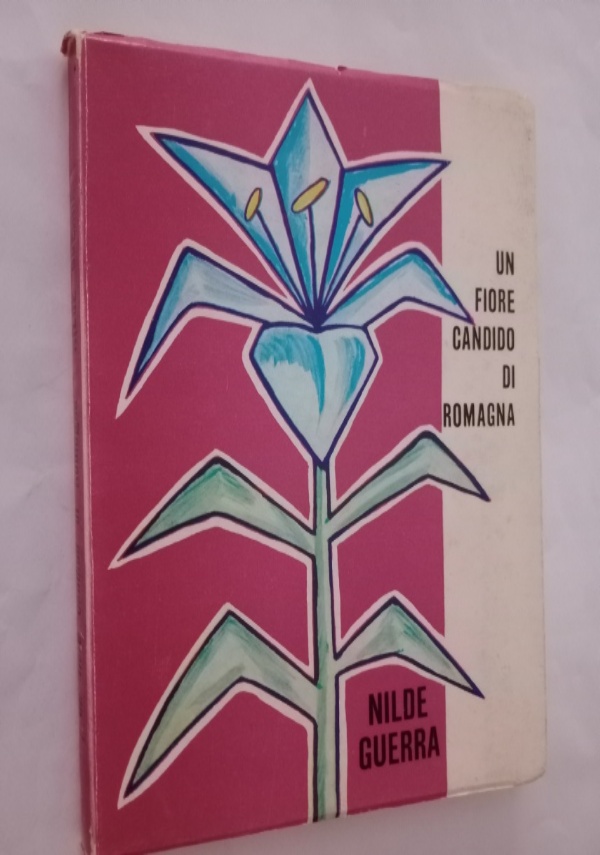 UN
FIORE
CANDIDO
DI
ROMAGNA
NILDE
GUERRA